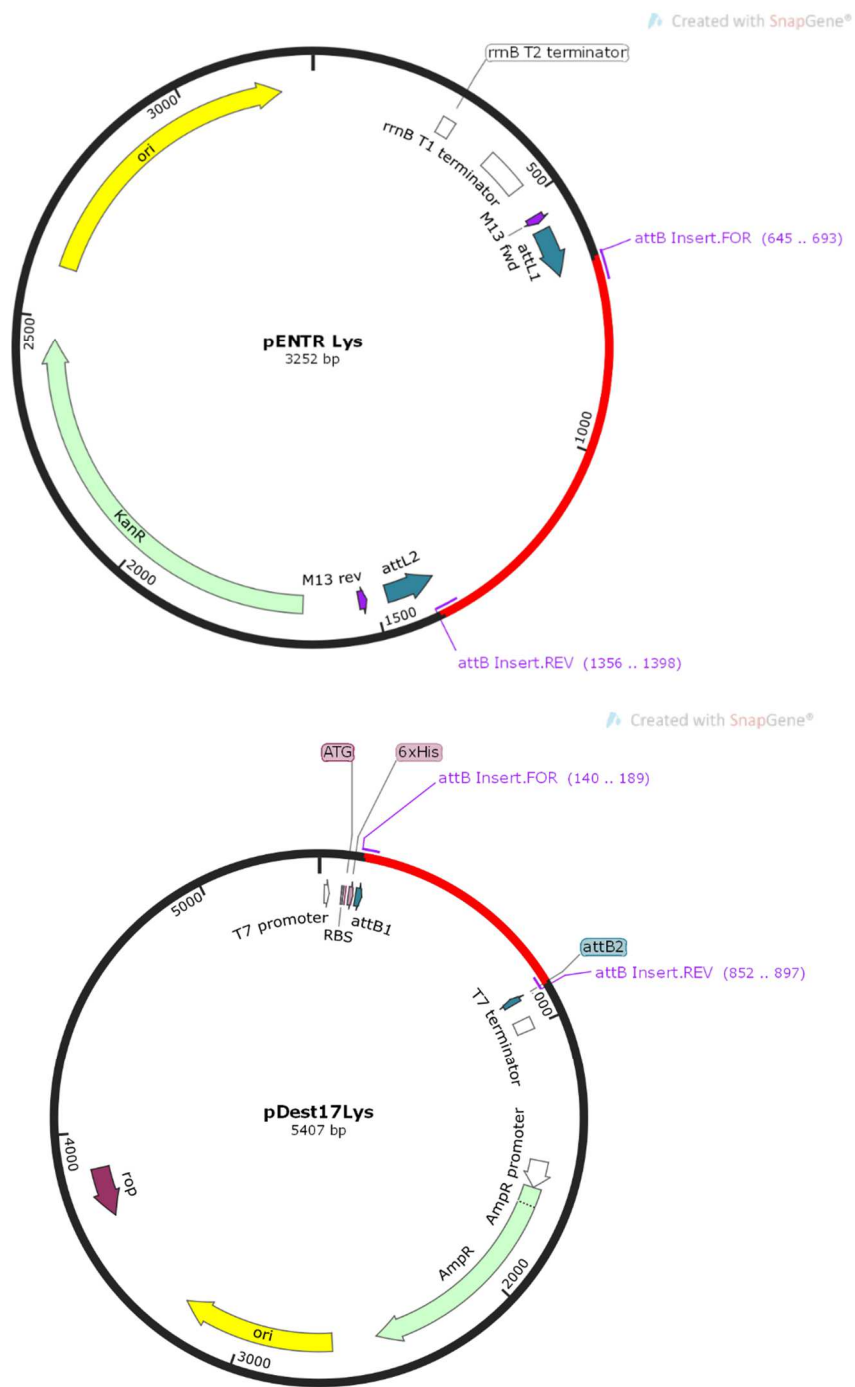 Created with SnapGene®
rrnB T2 terminator
3000
ori
rrnB T1 terminator
500
M13 fwd
attL1
attB Insert.FOR (645 .. 693)
2500
pENTR Lys
3252 bp
1000
KanR
2000
M13 rev
attL2
1500
attB Insert.REV (1356 .. 1398)
Created with SnapGene®
ATG
6xHis
attB Insert.FOR (140 .. 189)
5000
T7 promoter
RBS
attB1
attB2
attB Insert.REV (852 .. 897)
T7 terminator
pDest17Lys
5407 bp
4000
rop
AmpR promoter
AmpR
2000
ori
3000